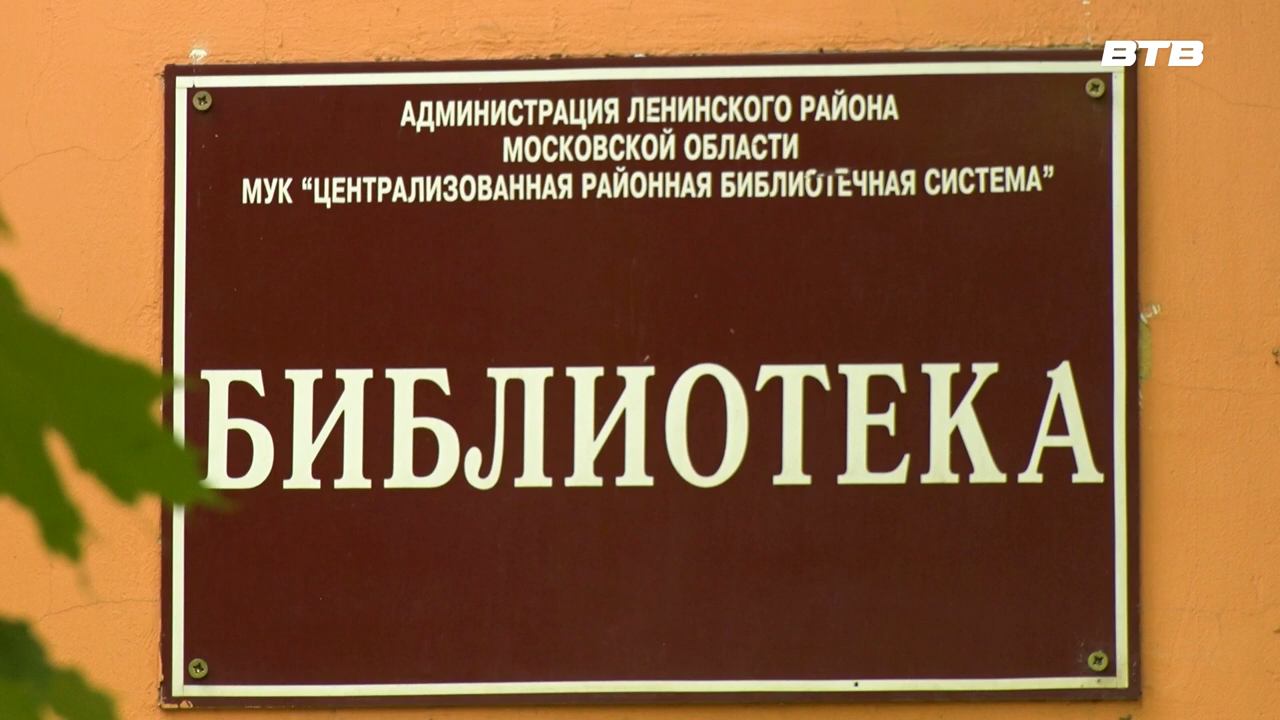 ВТВ
АДМИНИСТРАЦИЯ ЛЕНИНСКОГО РАЙОНА
МОСКОВСКОЙ ОБЛАСТИ
МУК “ЦЕНТРАЛИЗОВАННАЯ РАЙОННАЯ БИБЛИОТЕЧНАЯ СИСТЕМА”
БИБЛИОТЕКА